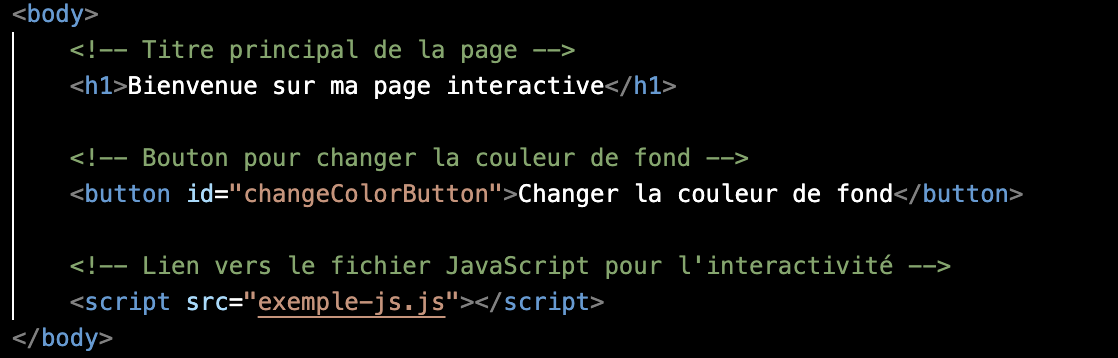 <body>
<!-- Titre principal de la page -->
<h1>Bienvenue sur ma page interactive</h1>
<!-- Bouton pour changer la couleur de fond -->
<button id="changeColorButton">Changer la couleur de fond</button>
<!-- Lien vers le fichier JavaScript pour l'interactivité -->
<script src="exemple-js.js"></script>
</body>